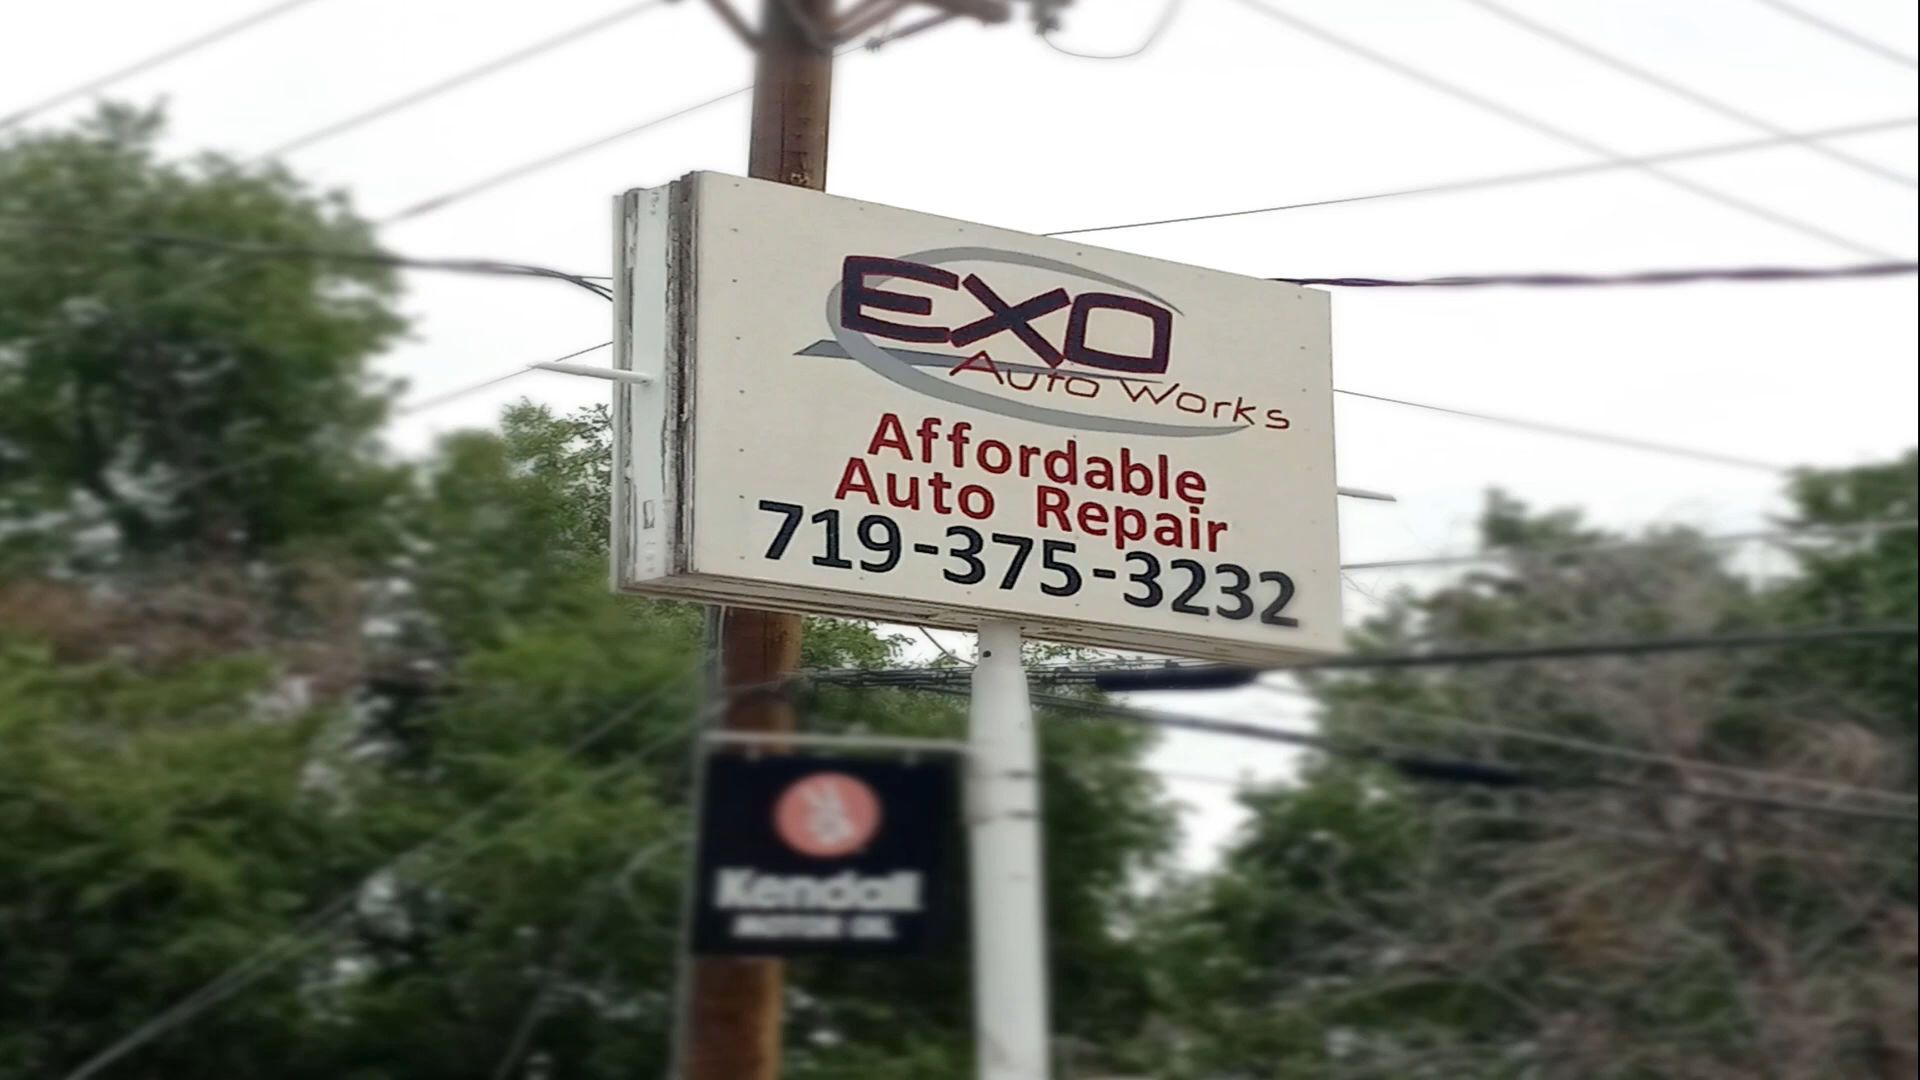 EXO
Auto Works
Affordable
Auto Repair
719-375-3232
Kendall
MOTOR OIL